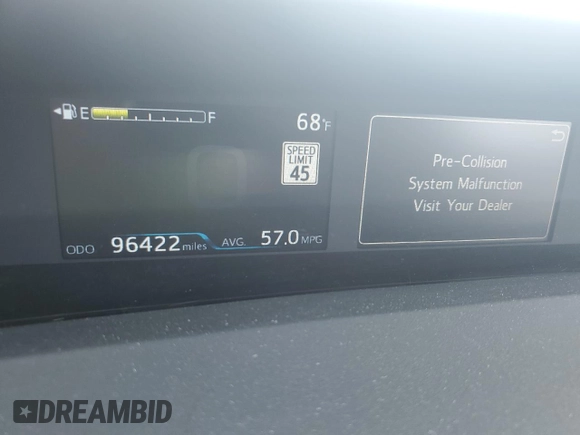 E F
68°F
SPEED
LIMIT
45
ODO 96422 miles AVG. 57.0 MPG
Pre-Collision
System Malfunction
Visit Your Dealer
DREAMBID